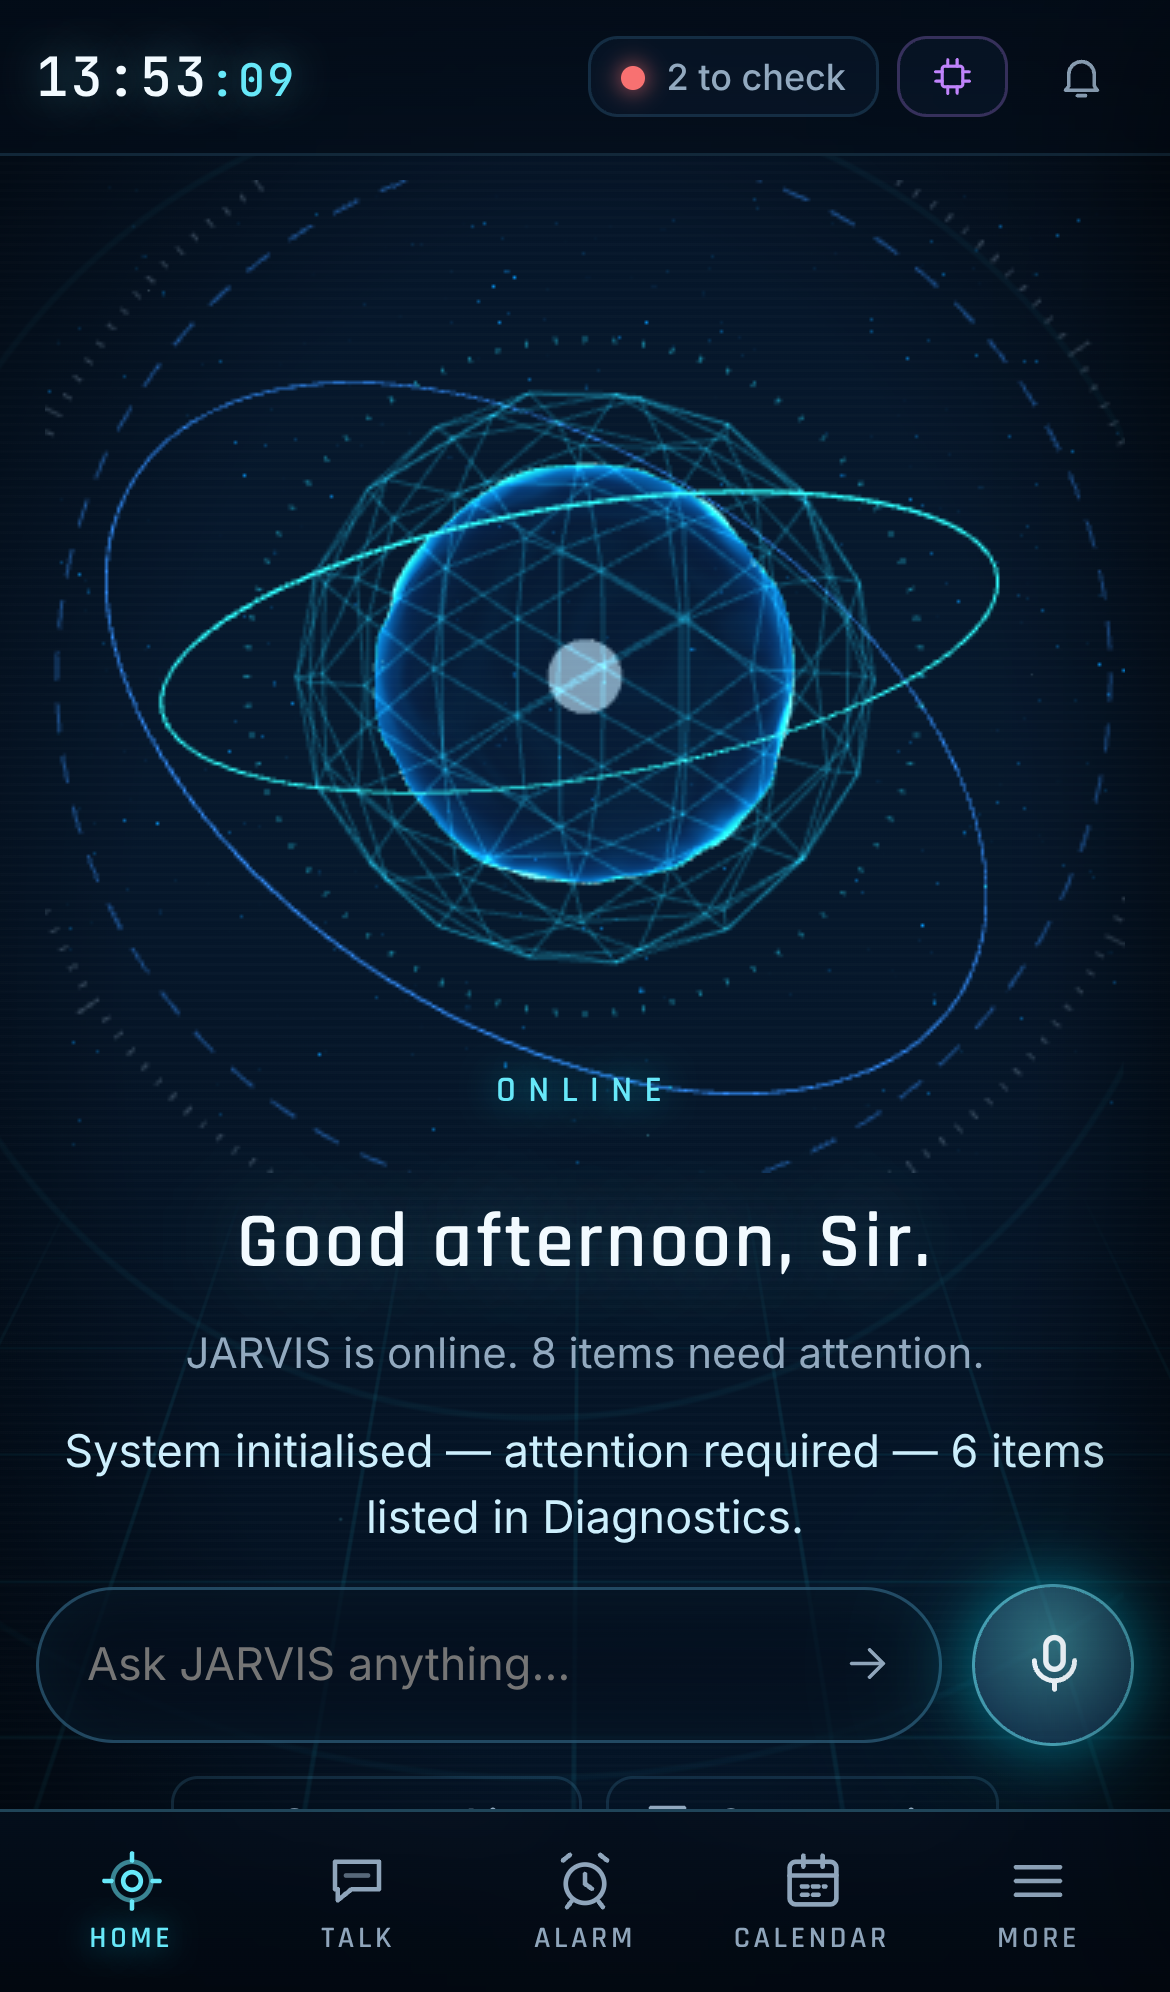 13:53:09
2 to check
ONLINE
Good afternoon, Sir.
JARVIS is online. 8 items need attention.
System initialised — attention required — 6 items
listed in Diagnostics.
Ask JARVIS anything...
HOME
TALK
ALARM
CALENDAR
MORE